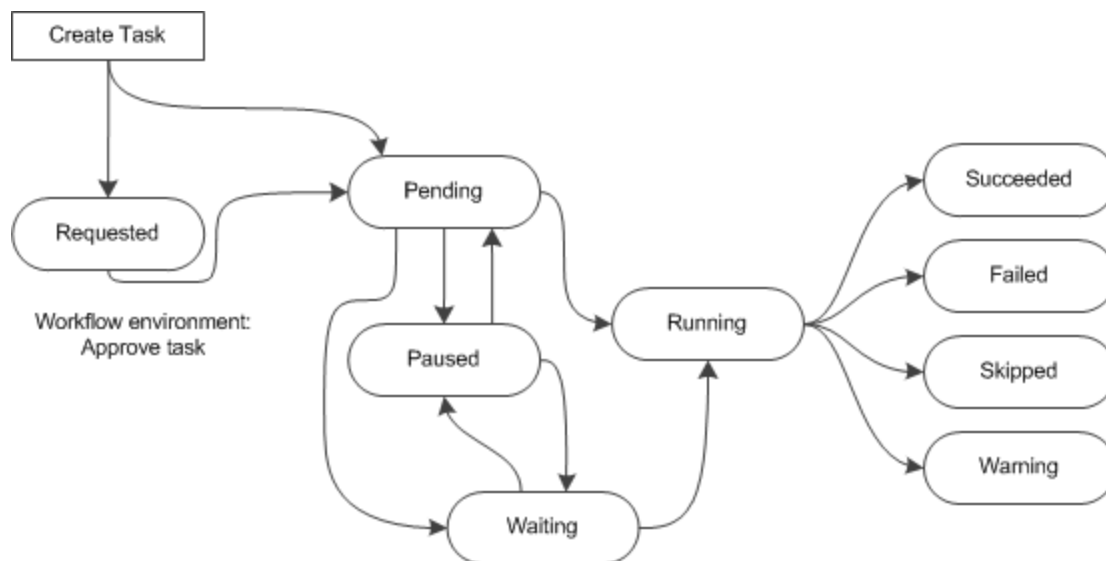 Create Task
Pending
Succeeded
Requested
Failed
Workflow environment:
Approve task
Running
Paused
Skipped
Warning
Waiting